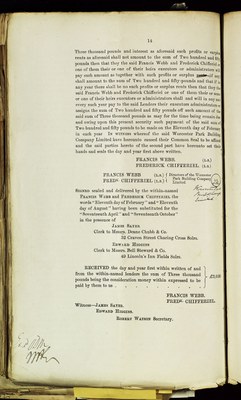 14
Three thousand pounds and interest as aforesaid such profits or surplus
rents as aforesaid shall not amount to the sum of Two hundred and fifty
pounds then that they the said Francis Webb and Frederick Chifferiel
one of them their or one of their heirs executors or administrators
pay such amount as together with such profits or surplus
shall amount to the sum of Two hundred and fifty pounds and that if
any year there shall be no such profits or surplus rents then that they the
said Francis Webb and Frederick Chifferiel or one of them their or one
or one of their heirs executors or administrators shall and will in any and
every such year pay to the said Lenders their executors administrators
assigns the sum of Two hundred and fifty pounds off such amount of the
said sum of Three thousand pounds as may for the time being remain due
and owing upon this present security such payment of the said sum
Two hundred and fifty pounds to be made on the Eleventh day of February
in each year In witness whereof the said Worcester Park Building
Company Limited have hereunto caused their Common Seal to be affixed
and the said parties hereto of the second part have hereunto set their
hands and seals the day and year first above written.
FRANCIS WEBB. (L.S.)
FREDERICK CHIFFERIEL (L.S.)
FRANCIS WEBB (L.S.) Directors of the Worcester
FREDk CHIFFERIEL (L.S.) Park Building Company
Limited
SIGNED sealed and delivered by the within-named
FRANCIS WEBB and FREDERICK CHIFFERIEL the
words "Eleventh day of February" and "Eleventh
day of August" having been substituted for the
"Seventeenth April" and "Seventeenth October"
in the presence of
JAMES SAYES.
Clerk to Messrs. Deane Chubb & Co.
52 Craven Street Charing Cross Solrs.
EDWARD HIGGINS
Clerk to Messrs. Bell Steward & Co.
49 Lincoln's Inn Fields Solrs.
RECEIVED the day and year first within written of and
from the within-named lenders the sum of Three thousand
pounds being the consideration money within expressed to be
paid by them to us
£3,000
FRANCIS WEBB.
FREDk CHIFFERIEL.
Witness—JAMES SAYES.
EDWARD HIGGINS.
ROBERT WATSON Secretary.